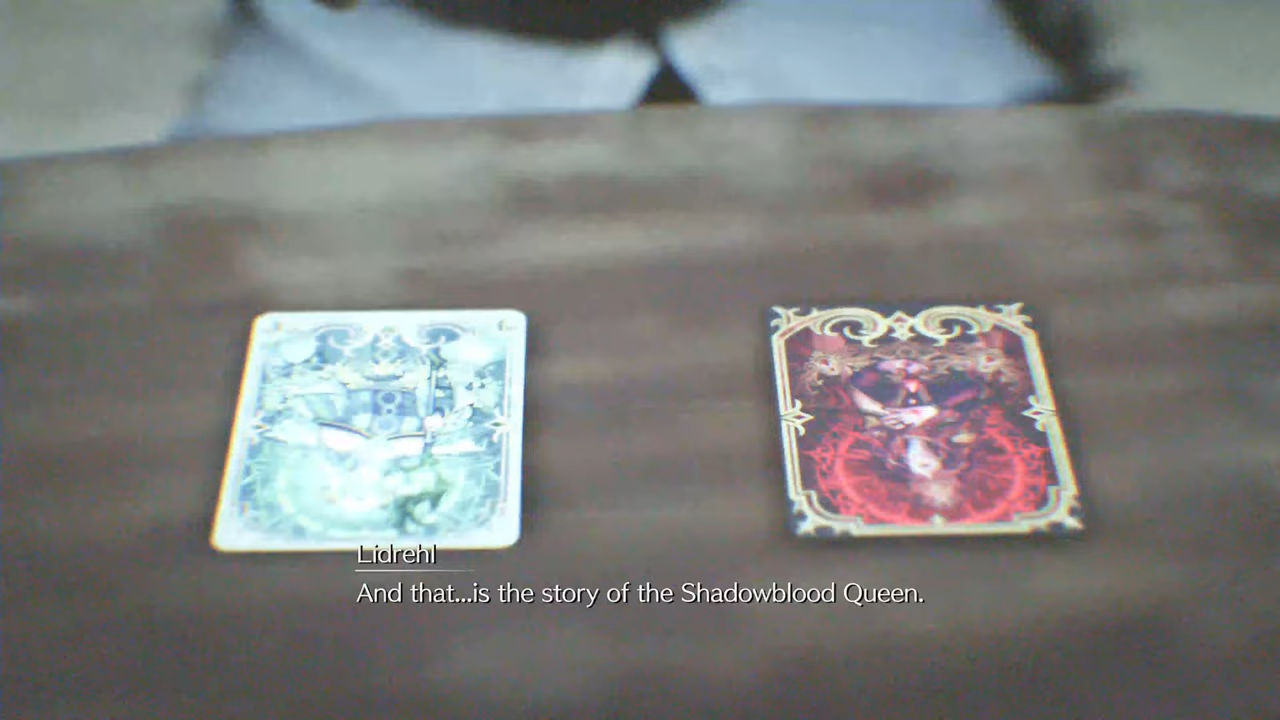 Lidrehl
And that...is the story of the Shadowblood Queen.